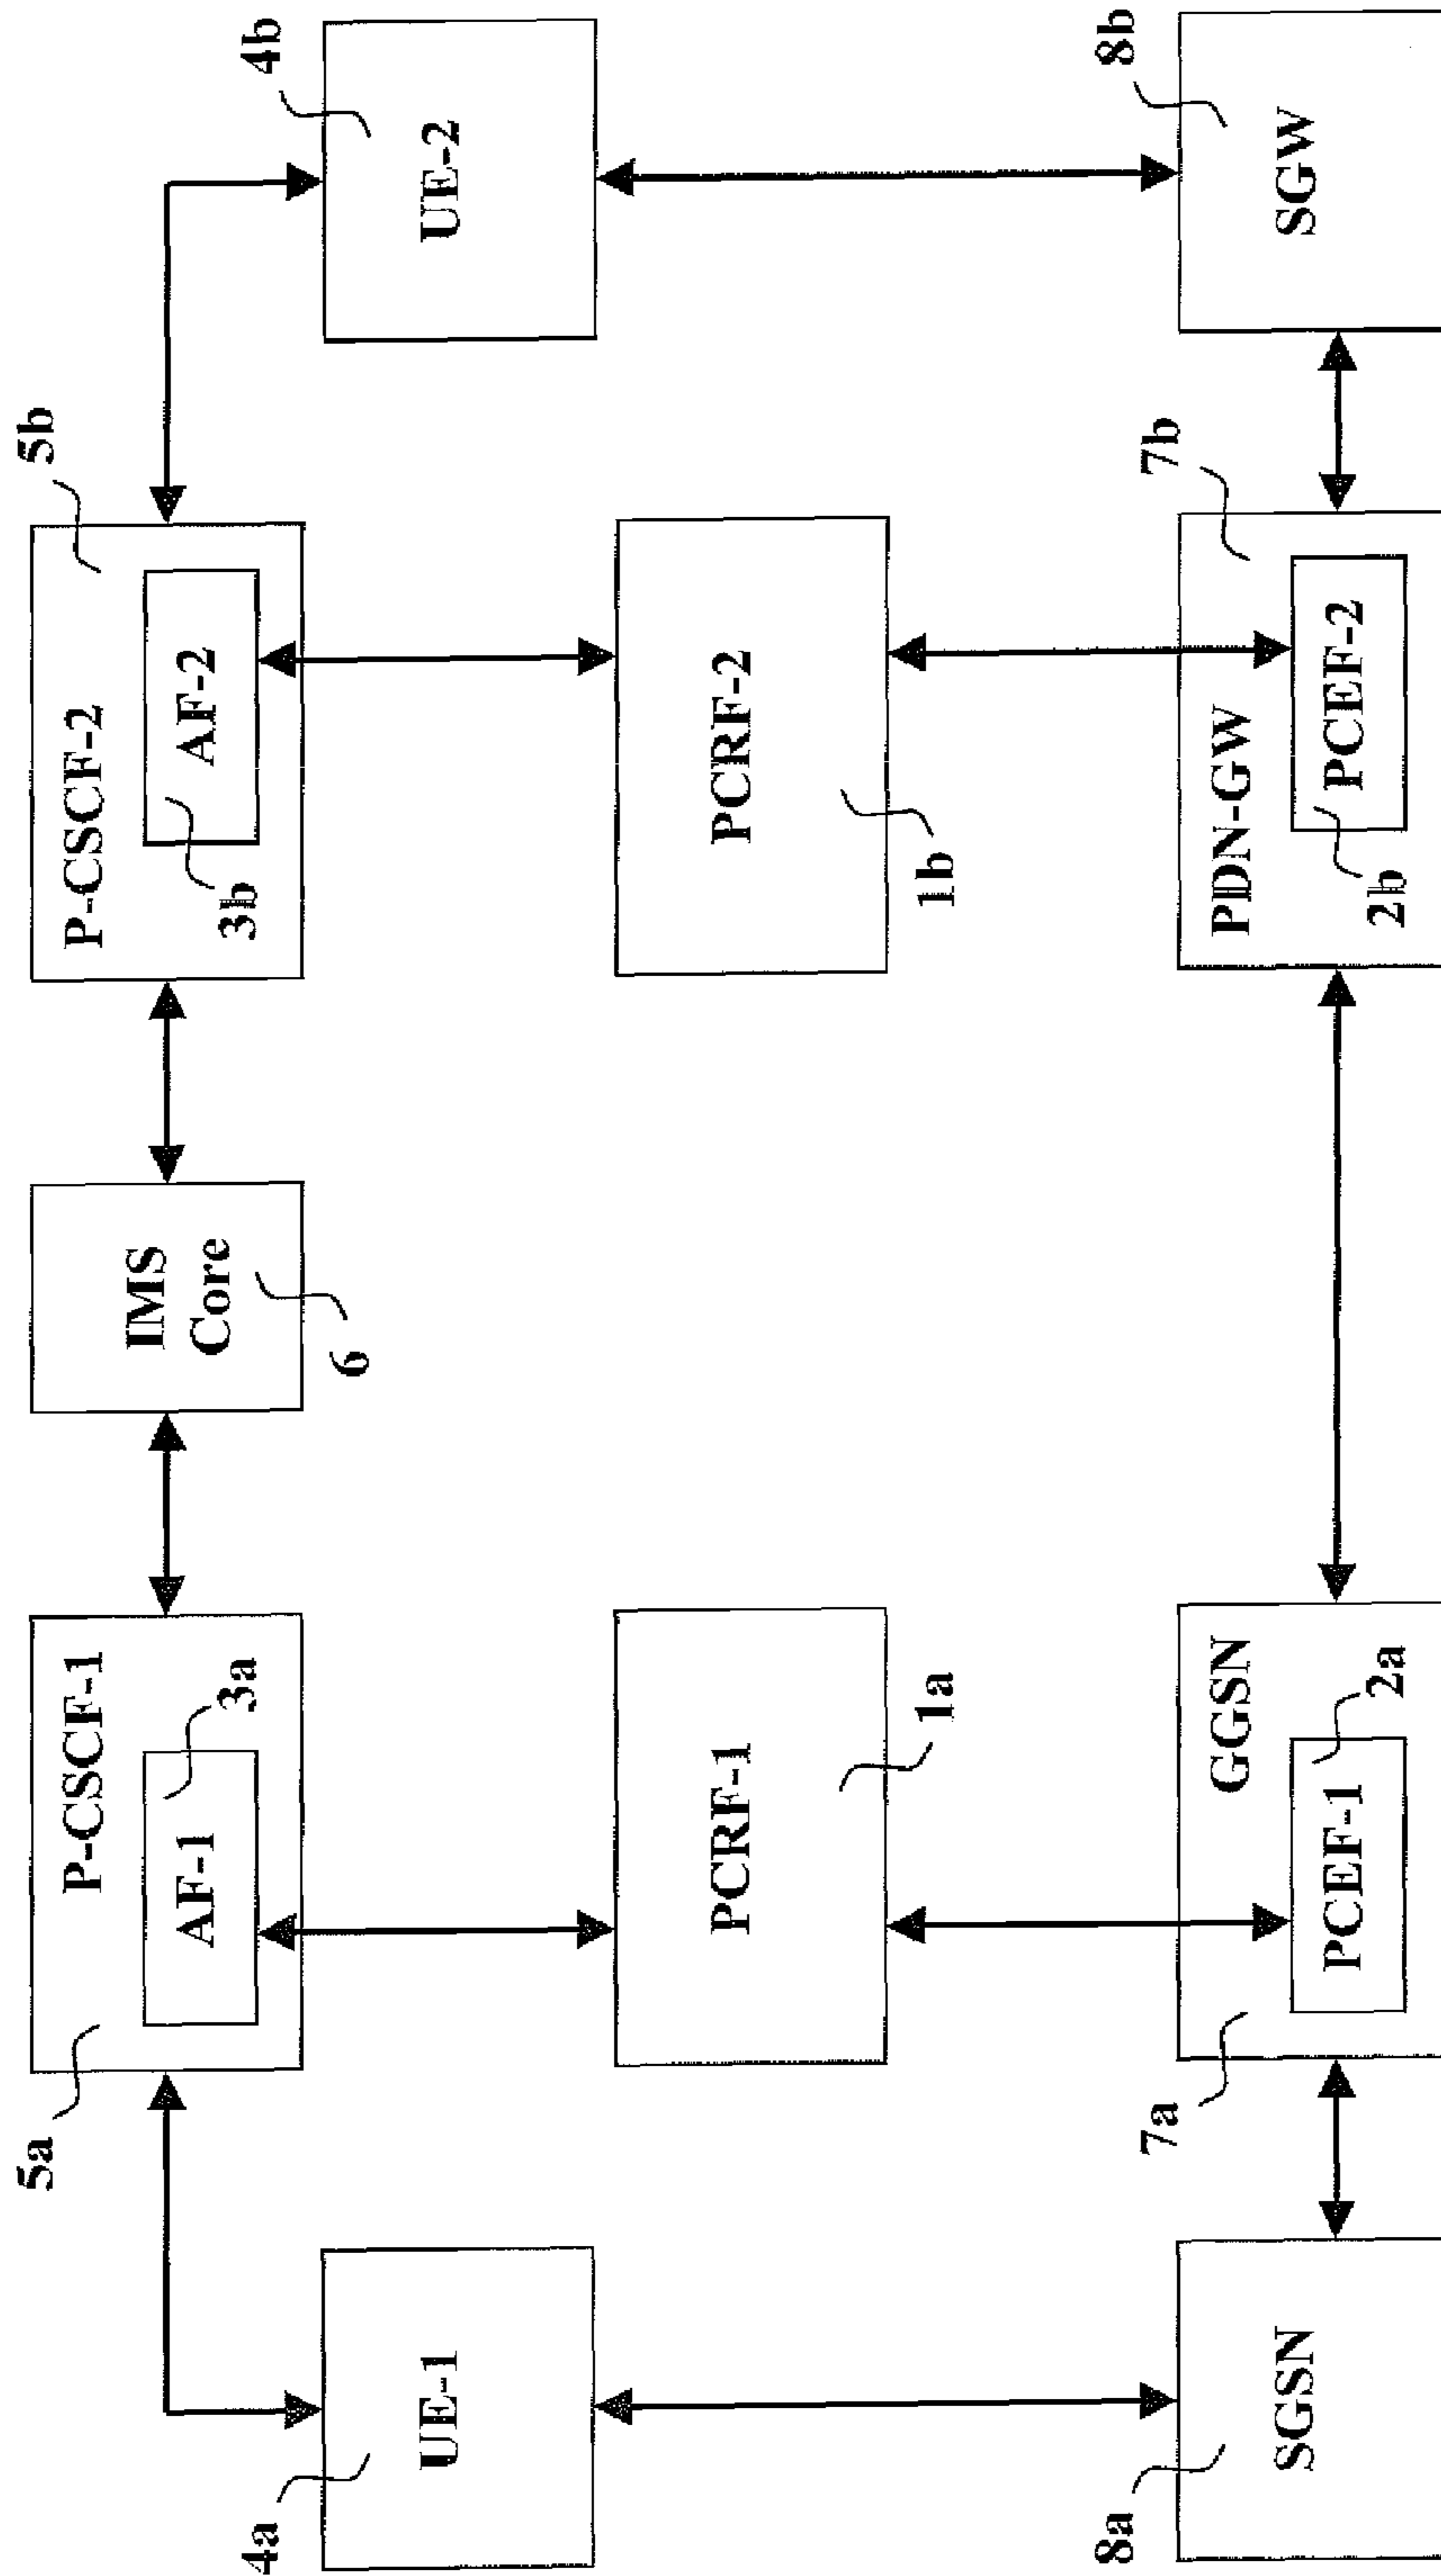 5a
P-CSCF-1
AF-1
3a
IMS
Core
6
P-CSCF-2
5b
AF-2
3b
4a
UE-1
UE-2
4b
PCRF-1
1a
PCRF-2
1b
8a
SGSN
7a
GGSN
PCEF-1
2a
PDN-GW
7b
PCEF-2
2b
SGW
8b